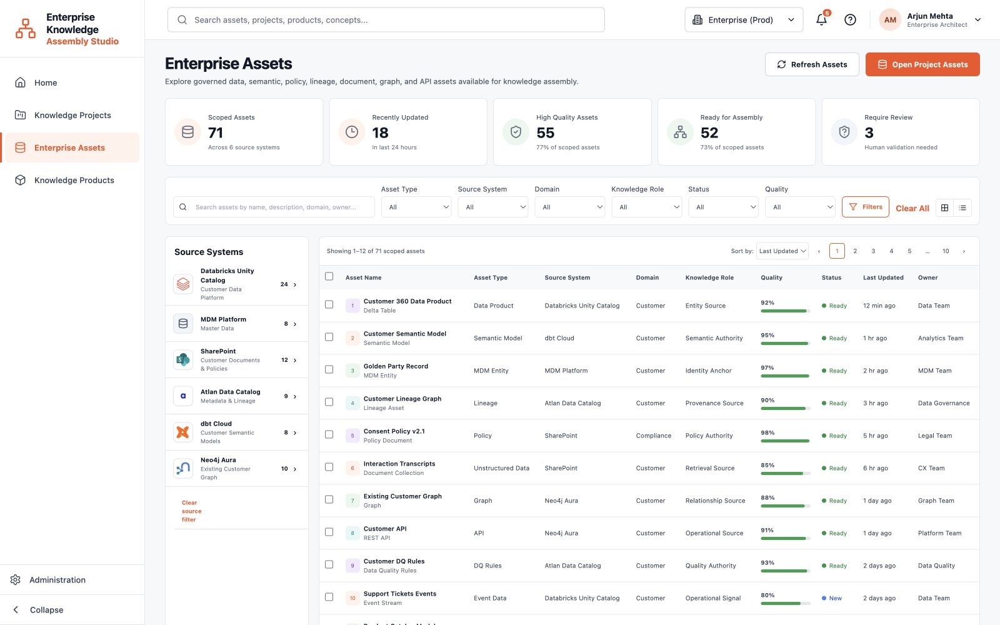 Enterprise
Knowledge
Assembly Studio
Search assets, projects, products, concepts...
Enterprise (Prod)
5
AM
Arjun Mehta
Enterprise Architect
Home
Knowledge Projects
Enterprise Assets
Knowledge Products
Administration
Collapse
Enterprise Assets
Explore governed data, semantic, policy, lineage, document, graph, and API assets available for knowledge assembly.
Refresh Assets
Open Project Assets
Scoped Assets
71
Across 6 source systems
Recently Updated
18
In last 24 hours
High Quality Assets
55
77% of scoped assets
Ready for Assembly
52
73% of scoped assets
Require Review
3
Human validation needed
Search assets by name, description, domain, owner...
Asset Type
All
Source System
All
Domain
All
Knowledge Role
All
Status
All
Quality
All
Filters
Clear All
Source Systems
Databricks Unity
Catalog
Customer Data
Platform
24 ›
MDM Platform
Master Data
8 ›
S
SharePoint
Customer Documents
& Policies
12 ›
a
Atlan Data Catalog
Metadata & Lineage
9 ›
dbt Cloud
Customer Semantic
Models
8 ›
Neo4j Aura
Existing Customer
Graph
10 ›
Clear
source
filter
Showing 1–12 of 71 scoped assets
Sort by: Last Updated ‹ 1 2 3 4 5 ... 10 ›
Asset Name Asset Type Source System Domain Knowledge Role Quality Status Last Updated Owner
1 Customer 360 Data Product
Delta Table
Data Product Databricks Unity Catalog Customer Entity Source 92% Ready 12 min ago Data Team
2 Customer Semantic Model
Semantic Model
Semantic Model dbt Cloud Customer Semantic Authority 95% Ready 1 hr ago Analytics Team
3 Golden Party Record
MDM Entity
MDM Entity MDM Platform Customer Identity Anchor 97% Ready 2 hr ago MDM Team
4 Customer Lineage Graph
Lineage Asset
Lineage Atlan Data Catalog Customer Provenance Source 90% Ready 3 hr ago Data Governance
5 Consent Policy v2.1
Policy Document
Policy SharePoint Compliance Policy Authority 98% Ready 5 hr ago Legal Team
6 Interaction Transcripts
Document Collection
Unstructured Data SharePoint Customer Retrieval Source 85% Ready 6 hr ago CX Team
7 Existing Customer Graph
Graph
Graph Neo4j Aura Customer Relationship Source 88% Ready 1 day ago Graph Team
8 Customer API
REST API
API Neo4j Aura Customer Operational Source 91% Ready 1 day ago Platform Team
9 Customer DQ Rules
Data Quality Rules
DQ Rules Atlan Data Catalog Customer Quality Authority 93% Ready 2 days ago Data Quality
10 Support Tickets Events
Event Stream
Event Data Databricks Unity Catalog Customer Operational Signal 80% New 2 days ago Data Team